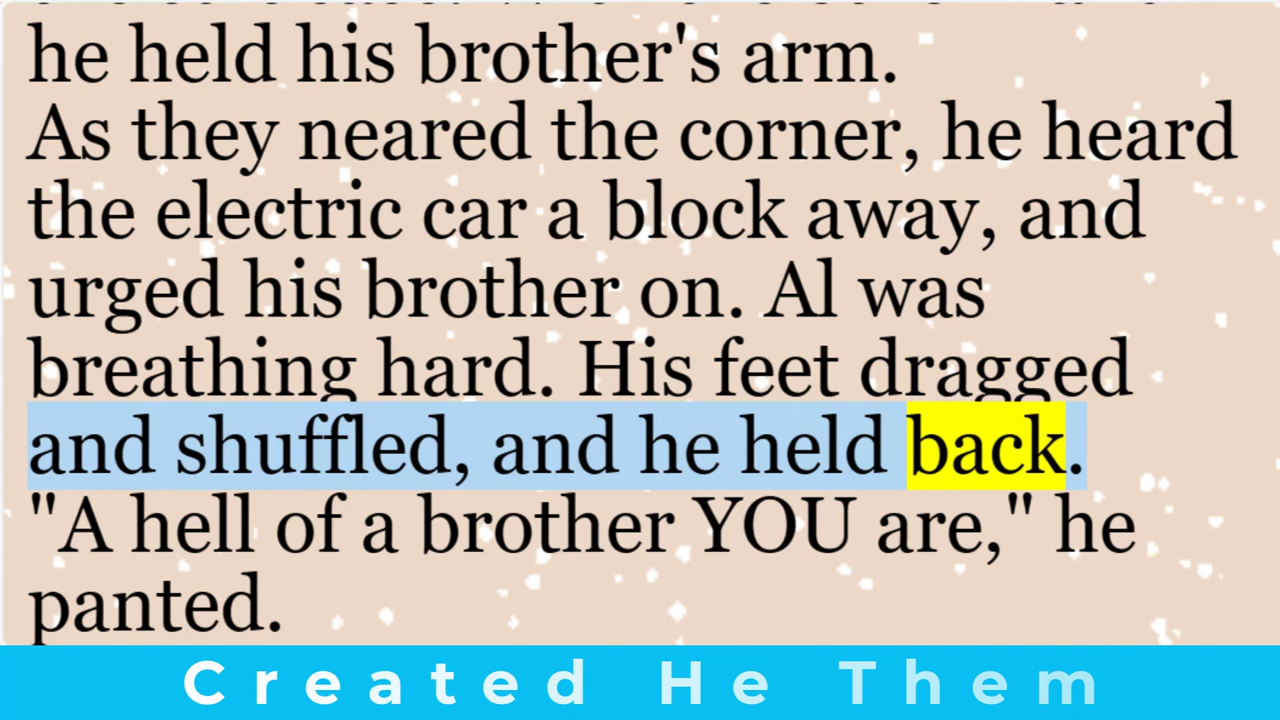 he held his brother's arm.
As they neared the corner, he heard
the electric car a block away, and
urged his brother on. Al was
breathing hard. His feet dragged
and shuffled, and he held back.
"A hell of a brother YOU are," he
panted.
Created He Them